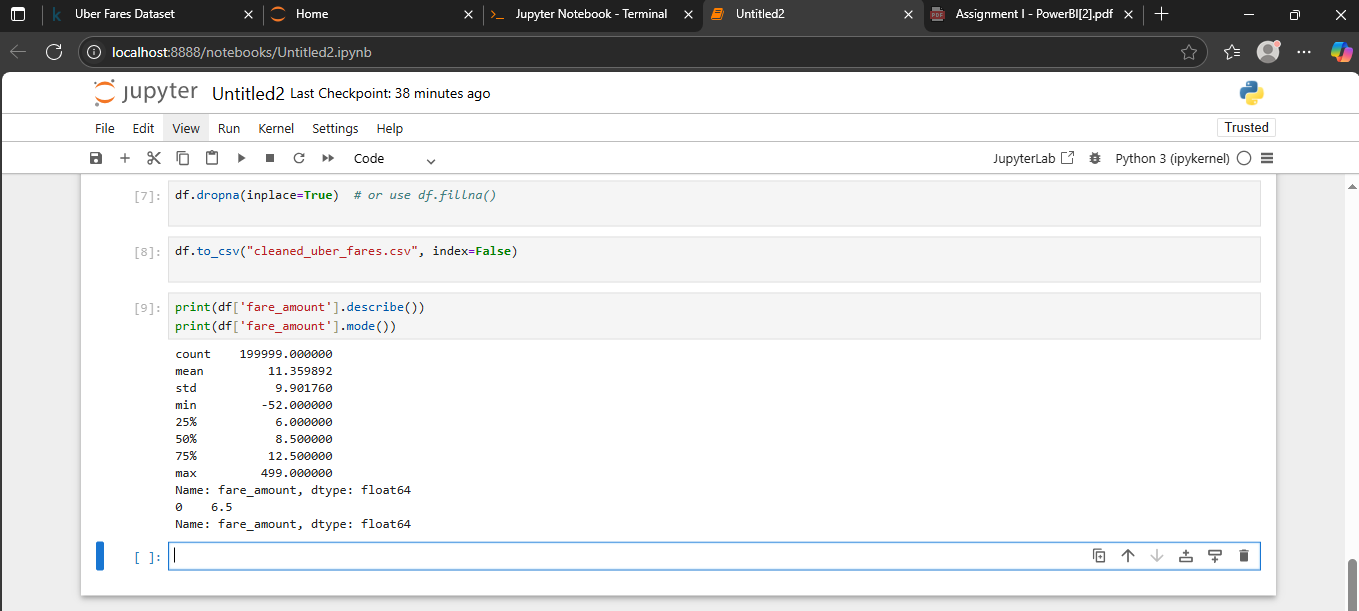 Uber Fares Dataset
Home
Jupyter Notebook - Terminal
Untitled2
Assignment I - PowerBI[2].pdf
localhost:8888/notebooks/Untitled2.ipynb
jupyter Untitled2 Last Checkpoint: 38 minutes ago
File Edit View Run Kernel Settings Help Trusted
Code JupyterLab Python 3 (ipykernel)
[7]: df.dropna(inplace=True)  # or use df.fillna()
[8]: df.to_csv("cleaned_uber_fares.csv", index=False)
[9]: print(df['fare_amount'].describe())
print(df['fare_amount'].mode())
count    199999.000000
mean         11.359892
std           9.901760
min         -52.000000
25%           6.000000
50%           8.500000
75%          12.500000
max         499.000000
Name: fare_amount, dtype: float64
0    6.5
Name: fare_amount, dtype: float64
[ ]: